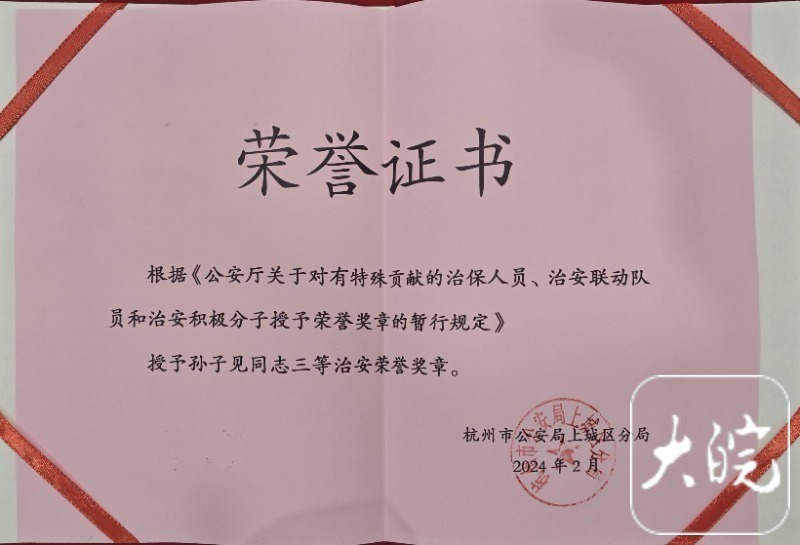 荣誉证书
根据《公安厅关于对有特殊贡献的治保人员、治安联动队
员和治安积极分子授予荣誉奖章的暂行规定》
授予孙子见同志三等治安荣誉奖章。
杭州市公安局上城区分局
2024年2月
大皖